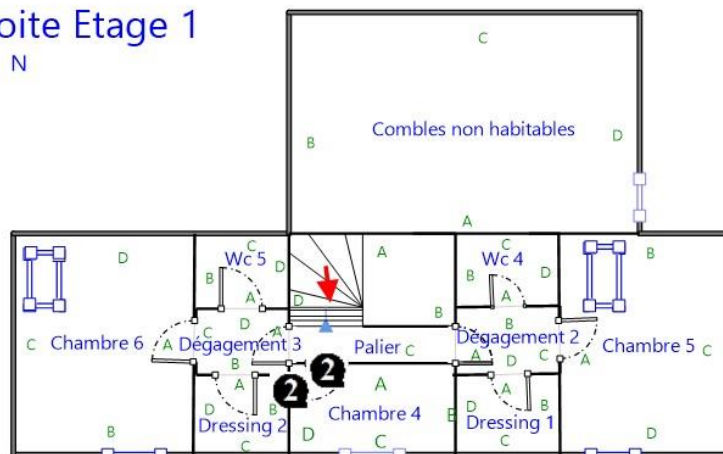 oite Etage 1
N
C
B
Combles non habitables
D
A
D
Wc 5
C
D
B
A
A
D
Wc 4
C
D
B
A
B
B
C
Chambre 6
A
C
D
Dégagement 3
A
B
Palier
C
A
Dégagement 2
B
D
C
A
Chambre 5
C
2
2
A
D
Dressing 2
B
C
A
Chambre 4
D
C
B
A
D
Dressing 1
B
C
B
D